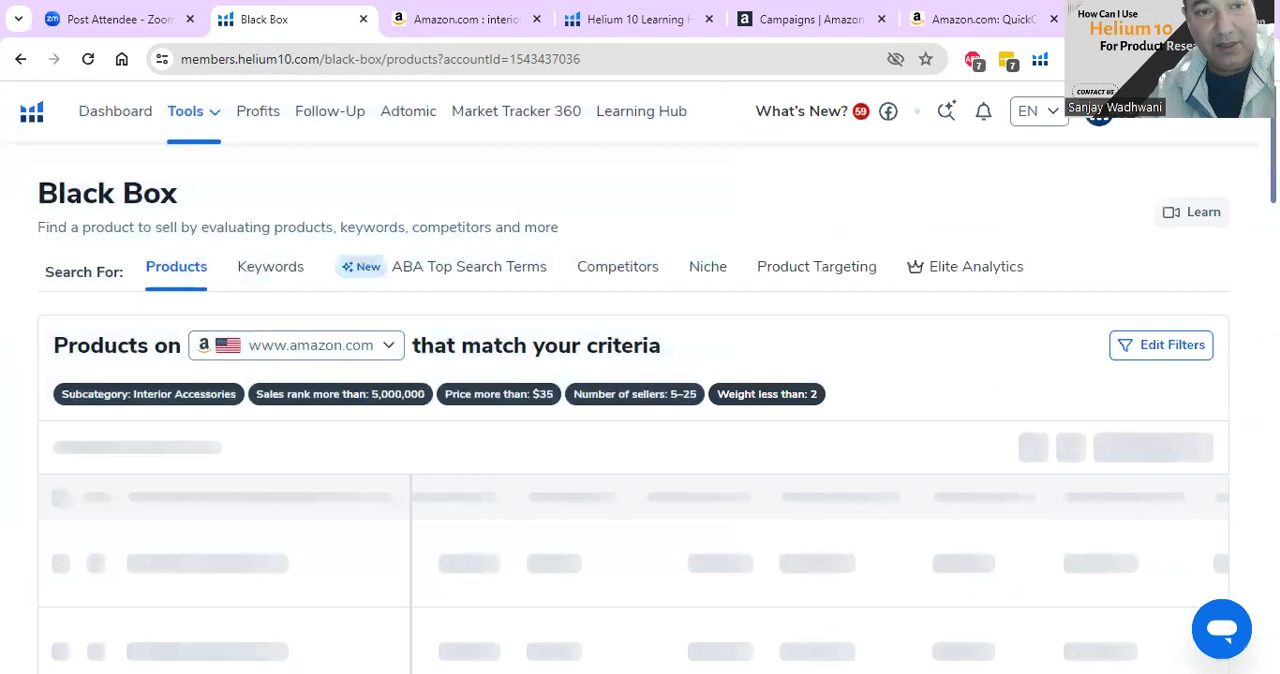 Post Attendee - Zoom
Black Box
Amazon.com : interio
Helium 10 Learning H
Campaigns | Amazon
Amazon.com: QuickC
How Can I Use
Helium 10
For Product Resea
CONTACT US
Sanjay Wadhwani
members.helium10.com/black-box/products?accountId=1543437036
7
7
Dashboard
Tools
Profits
Follow-Up
Adtomic
Market Tracker 360
Learning Hub
What's New? 59
EN
Black Box
Find a product to sell by evaluating products, keywords, competitors and more
Learn
Search For:
Products
Keywords
New
ABA Top Search Terms
Competitors
Niche
Product Targeting
Elite Analytics
Products on www.amazon.com that match your criteria
Edit Filters
Subcategory: Interior Accessories
Sales rank more than: 5,000,000
Price more than: $35
Number of sellers: 5–25
Weight less than: 2